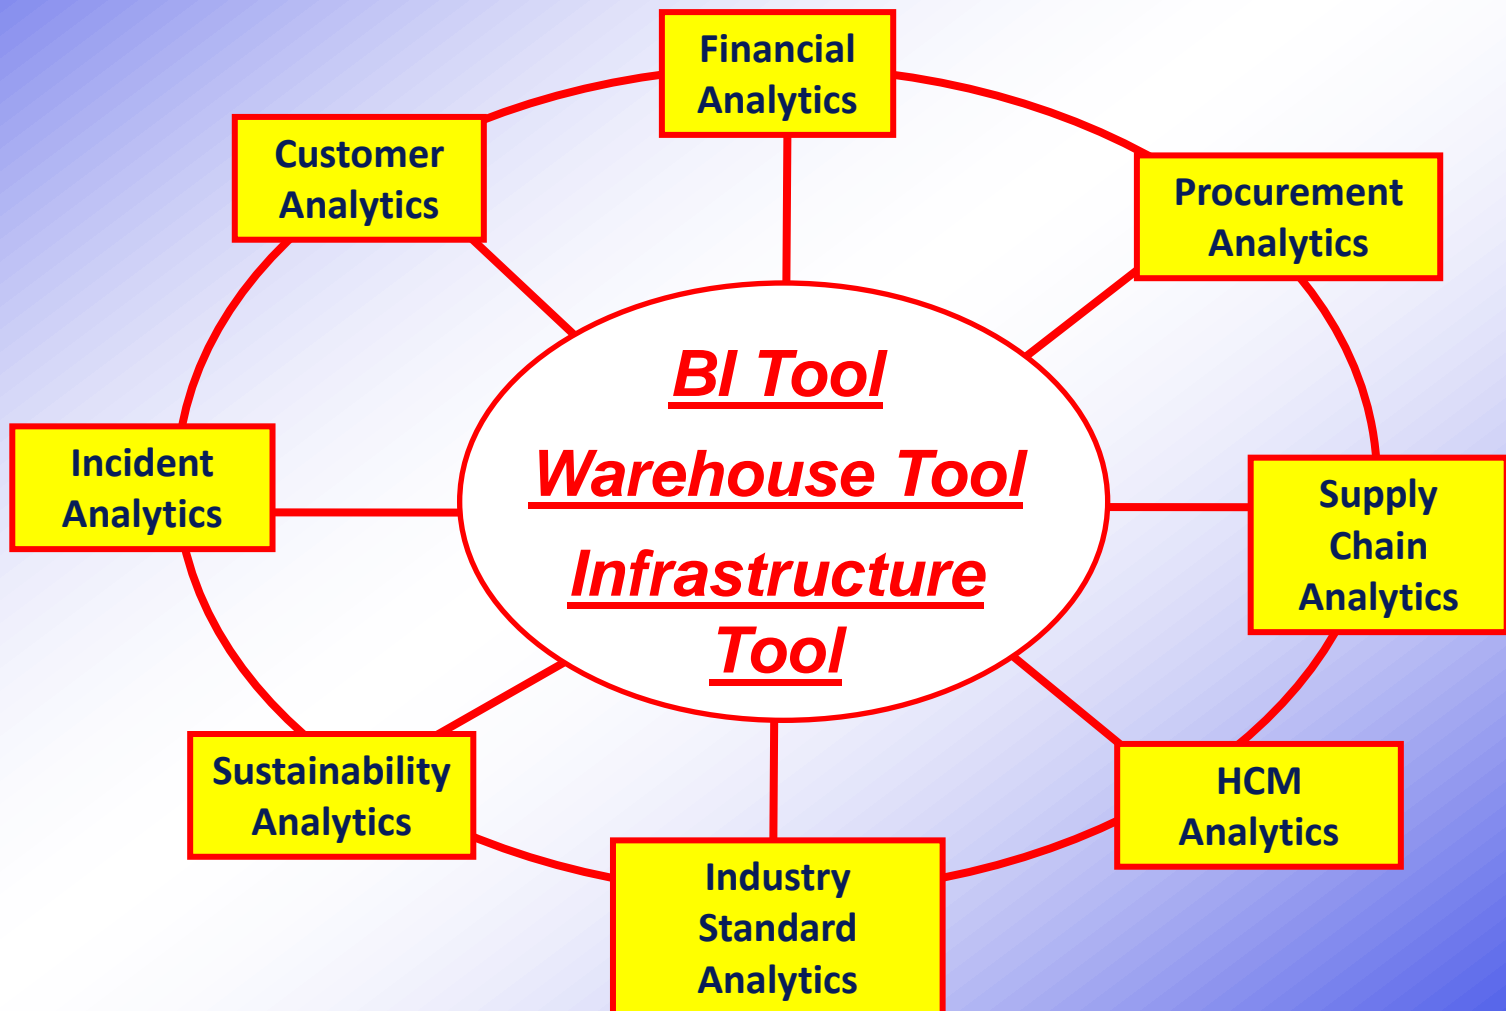 Financial
Analytics
Customer
Analytics
Procurement
Analytics
BI Tool
Warehouse Tool
Infrastructure
Tool
Incident
Analytics
Supply
Chain
Analytics
Sustainability
Analytics
HCM
Analytics
Industry
Standard
Analytics